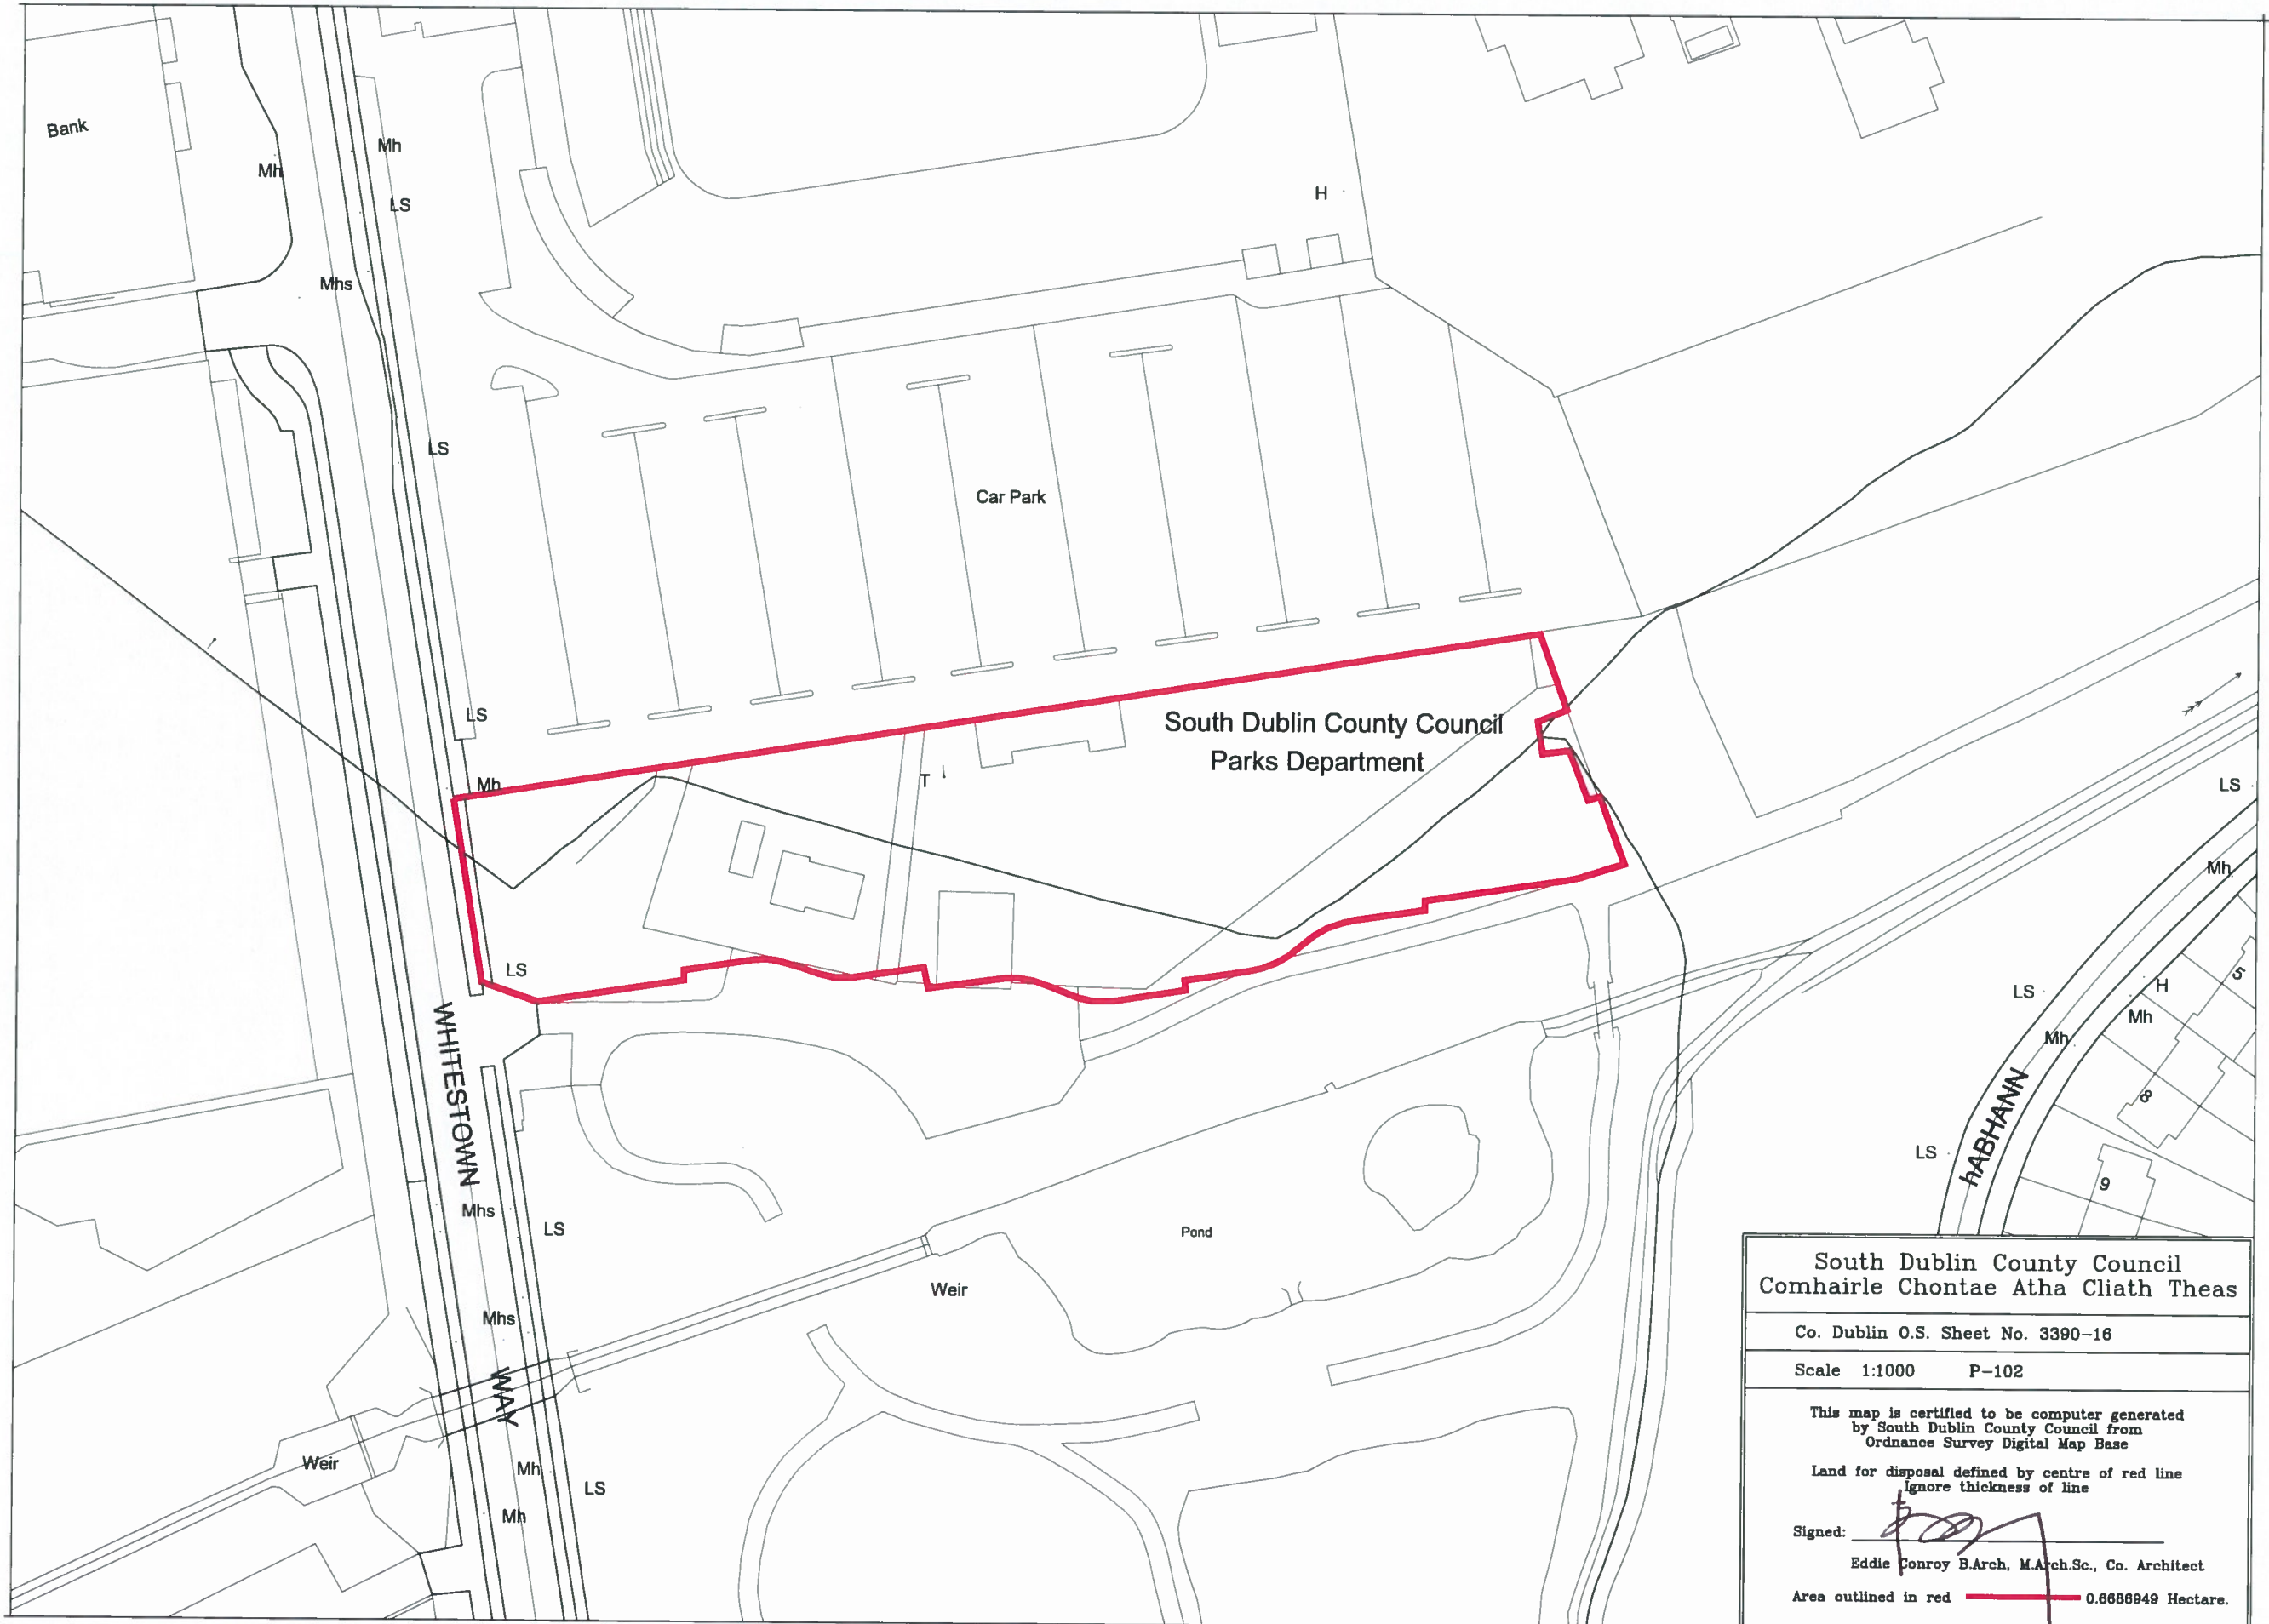 Bank
Mh
Mh
LS
H
Mhs
LS
Car Park
LS
South Dublin County Council
Parks Department
Mh
T
LS
LS
Mh
LS
WHITESTOWN
LS
H
5
Mh
Mh
hABHANN
8
LS
9
Mhs
LS
Pond
Weir
Mhs
WAY
Weir
Mh
LS
Mh
South Dublin County Council
Comhairle Chontae Atha Cliath Theas
Co. Dublin O.S. Sheet No. 3390-16
Scale 1:1000 P-102
This map is certified to be computer generated
by South Dublin County Council from
Ordnance Survey Digital Map Base
Land for disposal defined by centre of red line
Ignore thickness of line
Signed:
Eddie Conroy B.Arch, M.Arch.Sc., Co. Architect
Area outlined in red 0.6686949 Hectare.